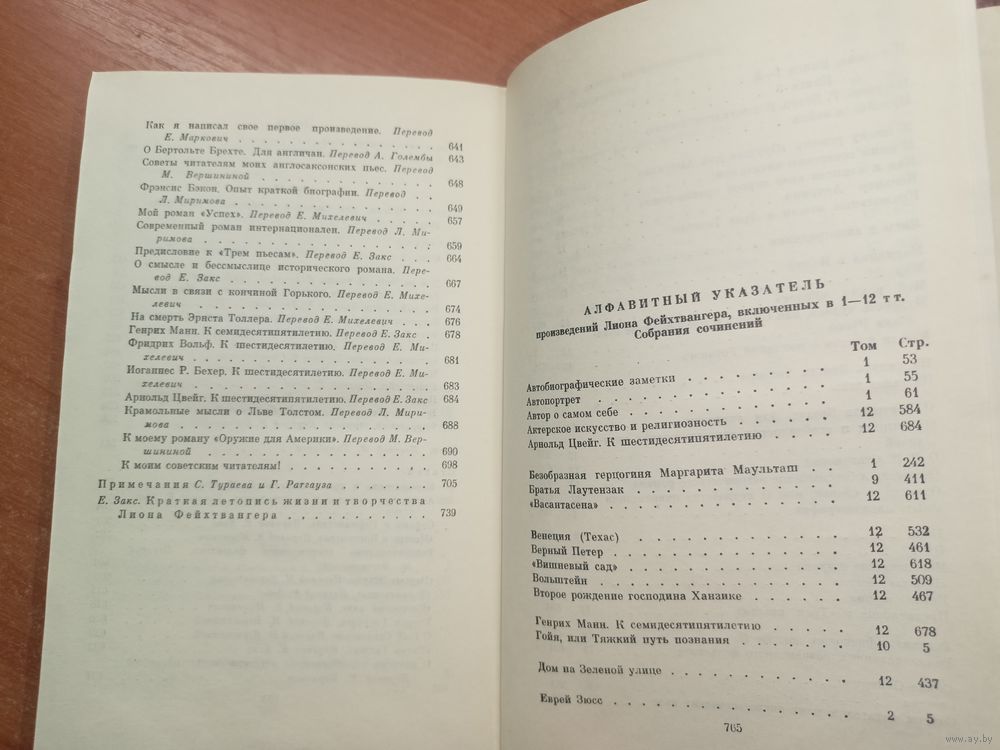 Как я написал свое первое произведение. Перевод
Е. Маркович . . . . . . . . . . . . . 641
О Бертольте Брехте. Для англичан. Перевод А. Голембы 643
Советы читателям моих англосаксонских пьес. Перевод
М. Вершининой . . . . . . . . . . . . 648
Фрэнсис Бэкон. Опыт краткой биографии. Перевод . .
Л. Миримова . . . . . . . . . . . . . 649
Мой роман «Успех». Перевод Е. Михелевич . . . . 657
Современный роман интернационален. Перевод Л. Ми-
римова . . . . . . . . . . . . . . . 659
Предисловие к «Трем пьесам». Перевод Е. Закс . . . 664
О смысле и бессмыслице исторического романа. Пере-
вод Е. Закс . . . . . . . . . . . . . 667
Мысли в связи с кончиной Горького. Перевод Е. Михе-
левич . . . . . . . . . . . . . . . 674
На смерть Эрнста Толлера. Перевод Е. Михелевич . . 676
Генрих Манн. К семидесятипятилетию. Перевод Е. Закс . 678
Фридрих Вольф. К шестидесятилетию. Перевод Е. Ми-
хелевич . . . . . . . . . . . . . . 681
Иоганнес Р. Бехер. К шестидесятилетию. Перевод Е. Ми-
хелевич . . . . . . . . . . . . . . 683
Арнольд Цвейг. К шестидесятипятилетию. Перевод Е. Закс 684
Крамольные мысли о Льве Толстом. Перевод Л. Мири-
мова . . . . . . . . . . . . . . . 688
К моему роману «Оружие для Америки». Перевод М. Вер-
шининой . . . . . . . . . . . . . . 690
К моим советским читателям! . . . . . . . . . 698
Примечания С. Тураева и Г. Ратгауза . . . . . . 705
Е. Закс. Краткая летопись жизни и творчества
Лиона Фейхтвангера . . . . . . . . . . 739
АЛФАВИТНЫЙ УКАЗАТЕЛЬ
произведений Лиона Фейхтвангера, включенных в 1—12 тт.
Собрания сочинений
Том Стр.
Автобиографические заметки . . . . . . . . 1 53
Автопортрет . . . . . . . . . . . . . 1 55
Автор о самом себе . . . . . . . . . . . 1 61
Актерское искусство и религиозность . . . . . . 12 584
Арнольд Цвейг. К шестидесятипятилетию . . . . . 12 684
Безобразная герцогиня Маргарита Маульташ . . 1 242
Братья Лаутензак . . . . . . . . . . . 9 411
«Васантасена» . . . . . . . . . . . . 12 611
Венеция (Техас) . . . . . . . . . . . 12 532
Верный Петер . . . . . . . . . . . . 12 461
«Вишневый сад» . . . . . . . . . . . 12 618
Вольштейн . . . . . . . . . . . . . 12 509
Второе рождение господина Ханзике . . . . . . 12 467
Генрих Манн. К семидесятипятилетию . . . . . 12 678
Гойя, или Тяжкий путь познания . . . . . . . 10 5
Дом на Зеленой улице . . . . . . . . . . 12 437
Еврей Зюсс . . . . . . . . . . . . . 2 5
765
www.ay.by